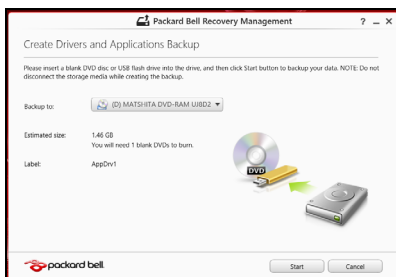 Packard Bell Recovery Management
? – ×
Create Drivers and Applications Backup
Please insert a blank DVD disc or USB flash drive into the drive, and then click Start button to backup your data. NOTE: Do not
disconnect the storage media while creating the backup.
Backup to: (D) MATSHITA DVD-RAM UJ8D2
Estimated size: 1.46 GB
You will need 1 blank DVDs to burn.
Label: AppDrv1
DVD
packard bell
Start Cancel